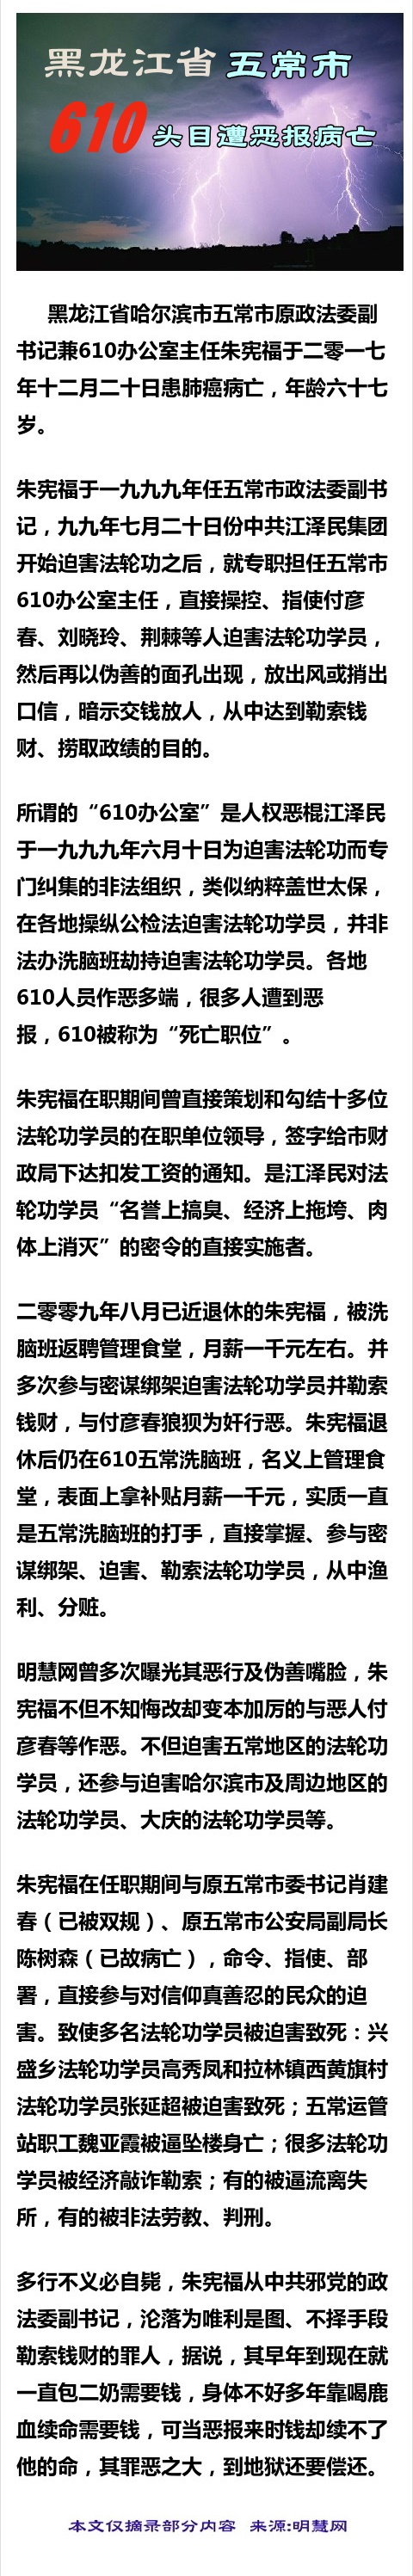 黑龙江省 五常市
610 头目遭恶报病亡
黑龙江省哈尔滨市五常市原政法委副
书记兼610办公室主任朱宪福于二零一七
年十二月二十日患肺癌病亡，年龄六十七
岁。
朱宪福于一九九九年任五常市政法委副书
记，九九年七月二十日份中共江泽民集团
开始迫害法轮功之后，就专职担任五常市
610办公室主任，直接操控、指使付彦
春、刘晓玲、荆棘等人迫害法轮功学员，
然后再以伪善的面孔出现，放出风或捎出
口信，暗示交钱放人，从中达到勒索钱
财、捞取政绩的目的。
所谓的“610办公室”是人权恶棍江泽民
于一九九九年六月十日为迫害法轮功而专
门纠集的非法组织，类似纳粹盖世太保，
在各地操纵公检法迫害法轮功学员，并非
法办洗脑班劫持迫害法轮功学员。各地
610人员作恶多端，很多人遭到恶
报，610被称为“死亡职位”。
朱宪福在职期间曾直接策划和勾结十多位
法轮功学员的在职单位领导，签字给市财
政局下达扣发工资的通知。是江泽民对法
轮功学员“名誉上搞臭、经济上拖垮、肉
体上消灭”的密令的直接实施者。
二零零九年八月已近退休的朱宪福，被洗
脑班返聘管理食堂，月薪一千元左右。并
多次参与密谋绑架迫害法轮功学员并勒索
钱财，与付彦春狼狈为奸行恶。朱宪福退
休后仍在610五常洗脑班，名义上管理食
堂，表面上拿补贴月薪一千元，实质一直
是五常洗脑班的打手，直接掌握、参与密
谋绑架、迫害、勒索法轮功学员，从中渔
利、分赃。
明慧网曾多次曝光其恶行及伪善嘴脸，朱
宪福不但不知悔改却变本加厉的与恶人付
彦春等作恶。不但迫害五常地区的法轮功
学员，还参与迫害哈尔滨市及周边地区的
法轮功学员、大庆的法轮功学员等。
朱宪福在任职期间与原五常市委书记肖建
春（已被双规）、原五常市公安局副局长
陈树森（已故病亡），命令、指使、部
署，直接参与对信仰真善忍的民众的迫
害。致使多名法轮功学员被迫害致死：兴
盛乡法轮功学员高秀凤和拉林镇西黄旗村
法轮功学员张延超被迫害致死；五常运管
站职工魏亚霞被逼坠楼身亡；很多法轮功
学员被经济敲诈勒索；有的被逼流离失
所，有的被非法劳教、判刑。
多行不义必自毙，朱宪福从中共邪党的政
法委副书记，沦落为唯利是图、不择手段
勒索钱财的罪人，据说，其早年到现在就
一直包二奶需要钱，身体不好多年靠喝鹿
血续命需要钱，可当恶报来时钱却续不了
他的命，其罪恶之大，到地狱还要偿还。
本文仅摘录部分内容 来源:明慧网